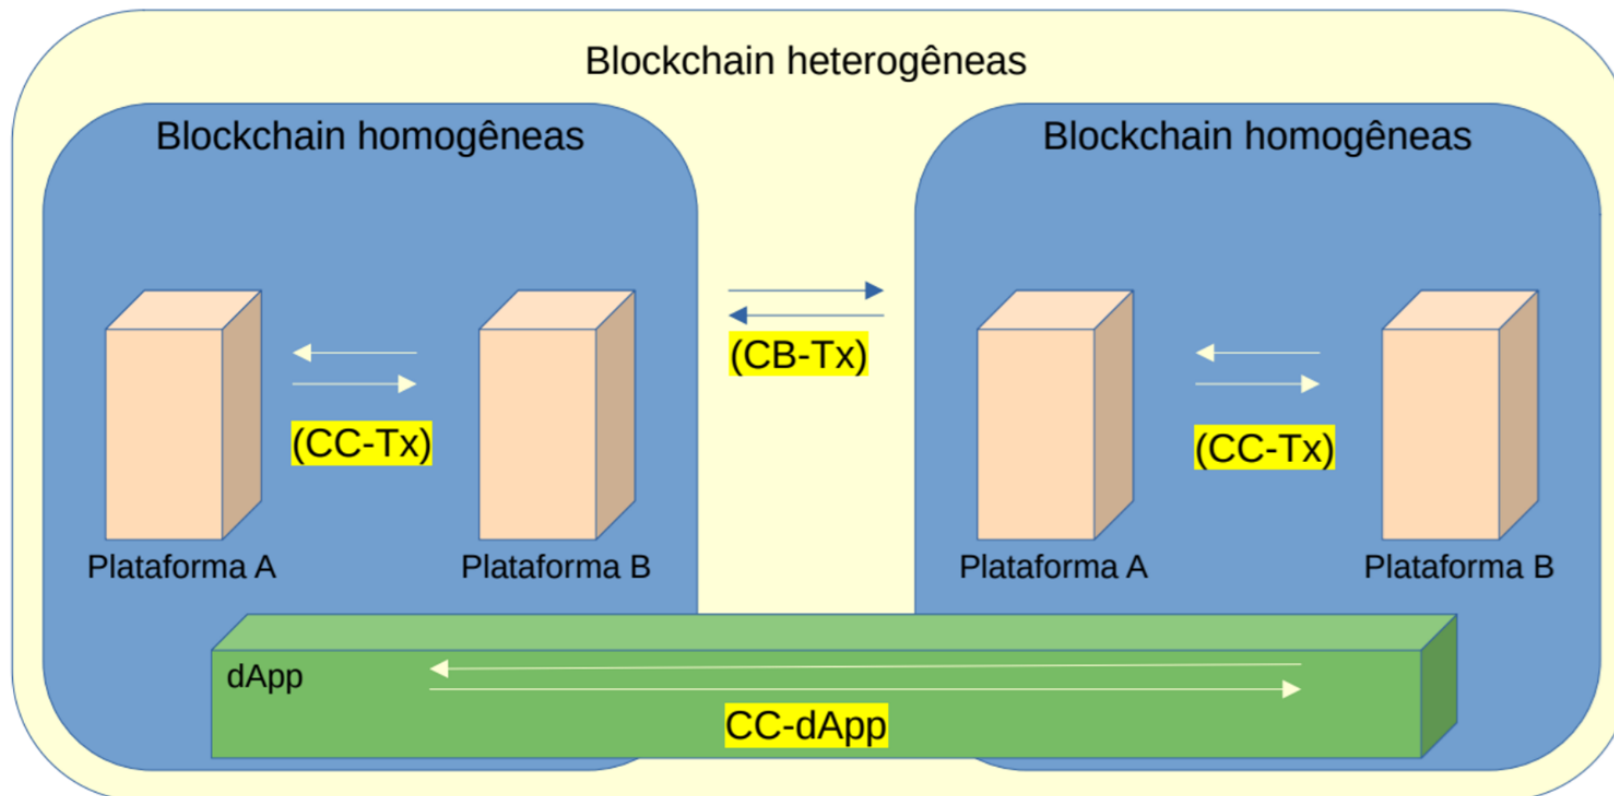 Blockchain heterogêneas
Blockchain homogêneas
Blockchain homogêneas
(CB-Tx)
(CC-Tx)
(CC-Tx)
Plataforma A
Plataforma B
Plataforma A
Plataforma B
dApp
CC-dApp